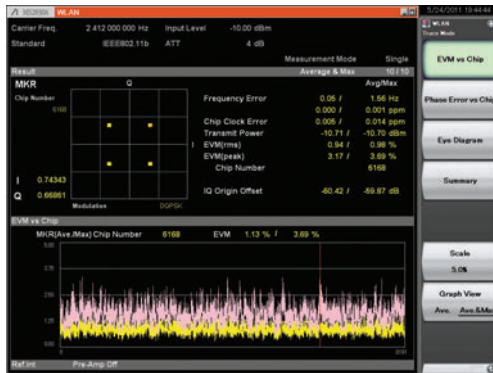 MS2690A WLAN
5/24/2011 19:44:44
Carrier Freq. 2 412 000 000 Hz Input Level -10.00 dBm
Standard IEEE802.11b ATT 4 dB
Measurement Mode Single
Result Average & Max 10 / 10
MKR Q Avg/Max
Chip Number
6168
Frequency Error 0.05 / 1.56 Hz
0.000 / 0.001 ppm
Chip Clock Error 0.005 / 0.014 ppm
Transmit Power -10.71 / -10.70 dBm
I EVM(rms) 0.94 / 0.98 %
EVM(peak) 3.17 / 3.69 %
Chip Number 6168
I 0.74343
IQ Origin Offset -60.42 / -59.87 dB
Q 0.66861
Modulation DQPSK
EVM vs Chip
MKR(Ave./Max) Chip Number 6168 EVM 1.13 % / 3.69 %
5.00
3.75
2.50
1.25
0.00
0 8191
Ref.Int Pre-Amp Off
WLAN
Trace Mode
EVM vs Chip
Phase Error vs Chip
Eye Diagram
Summary
Scale
5.0%
Graph View
Ave. Ave.&Max